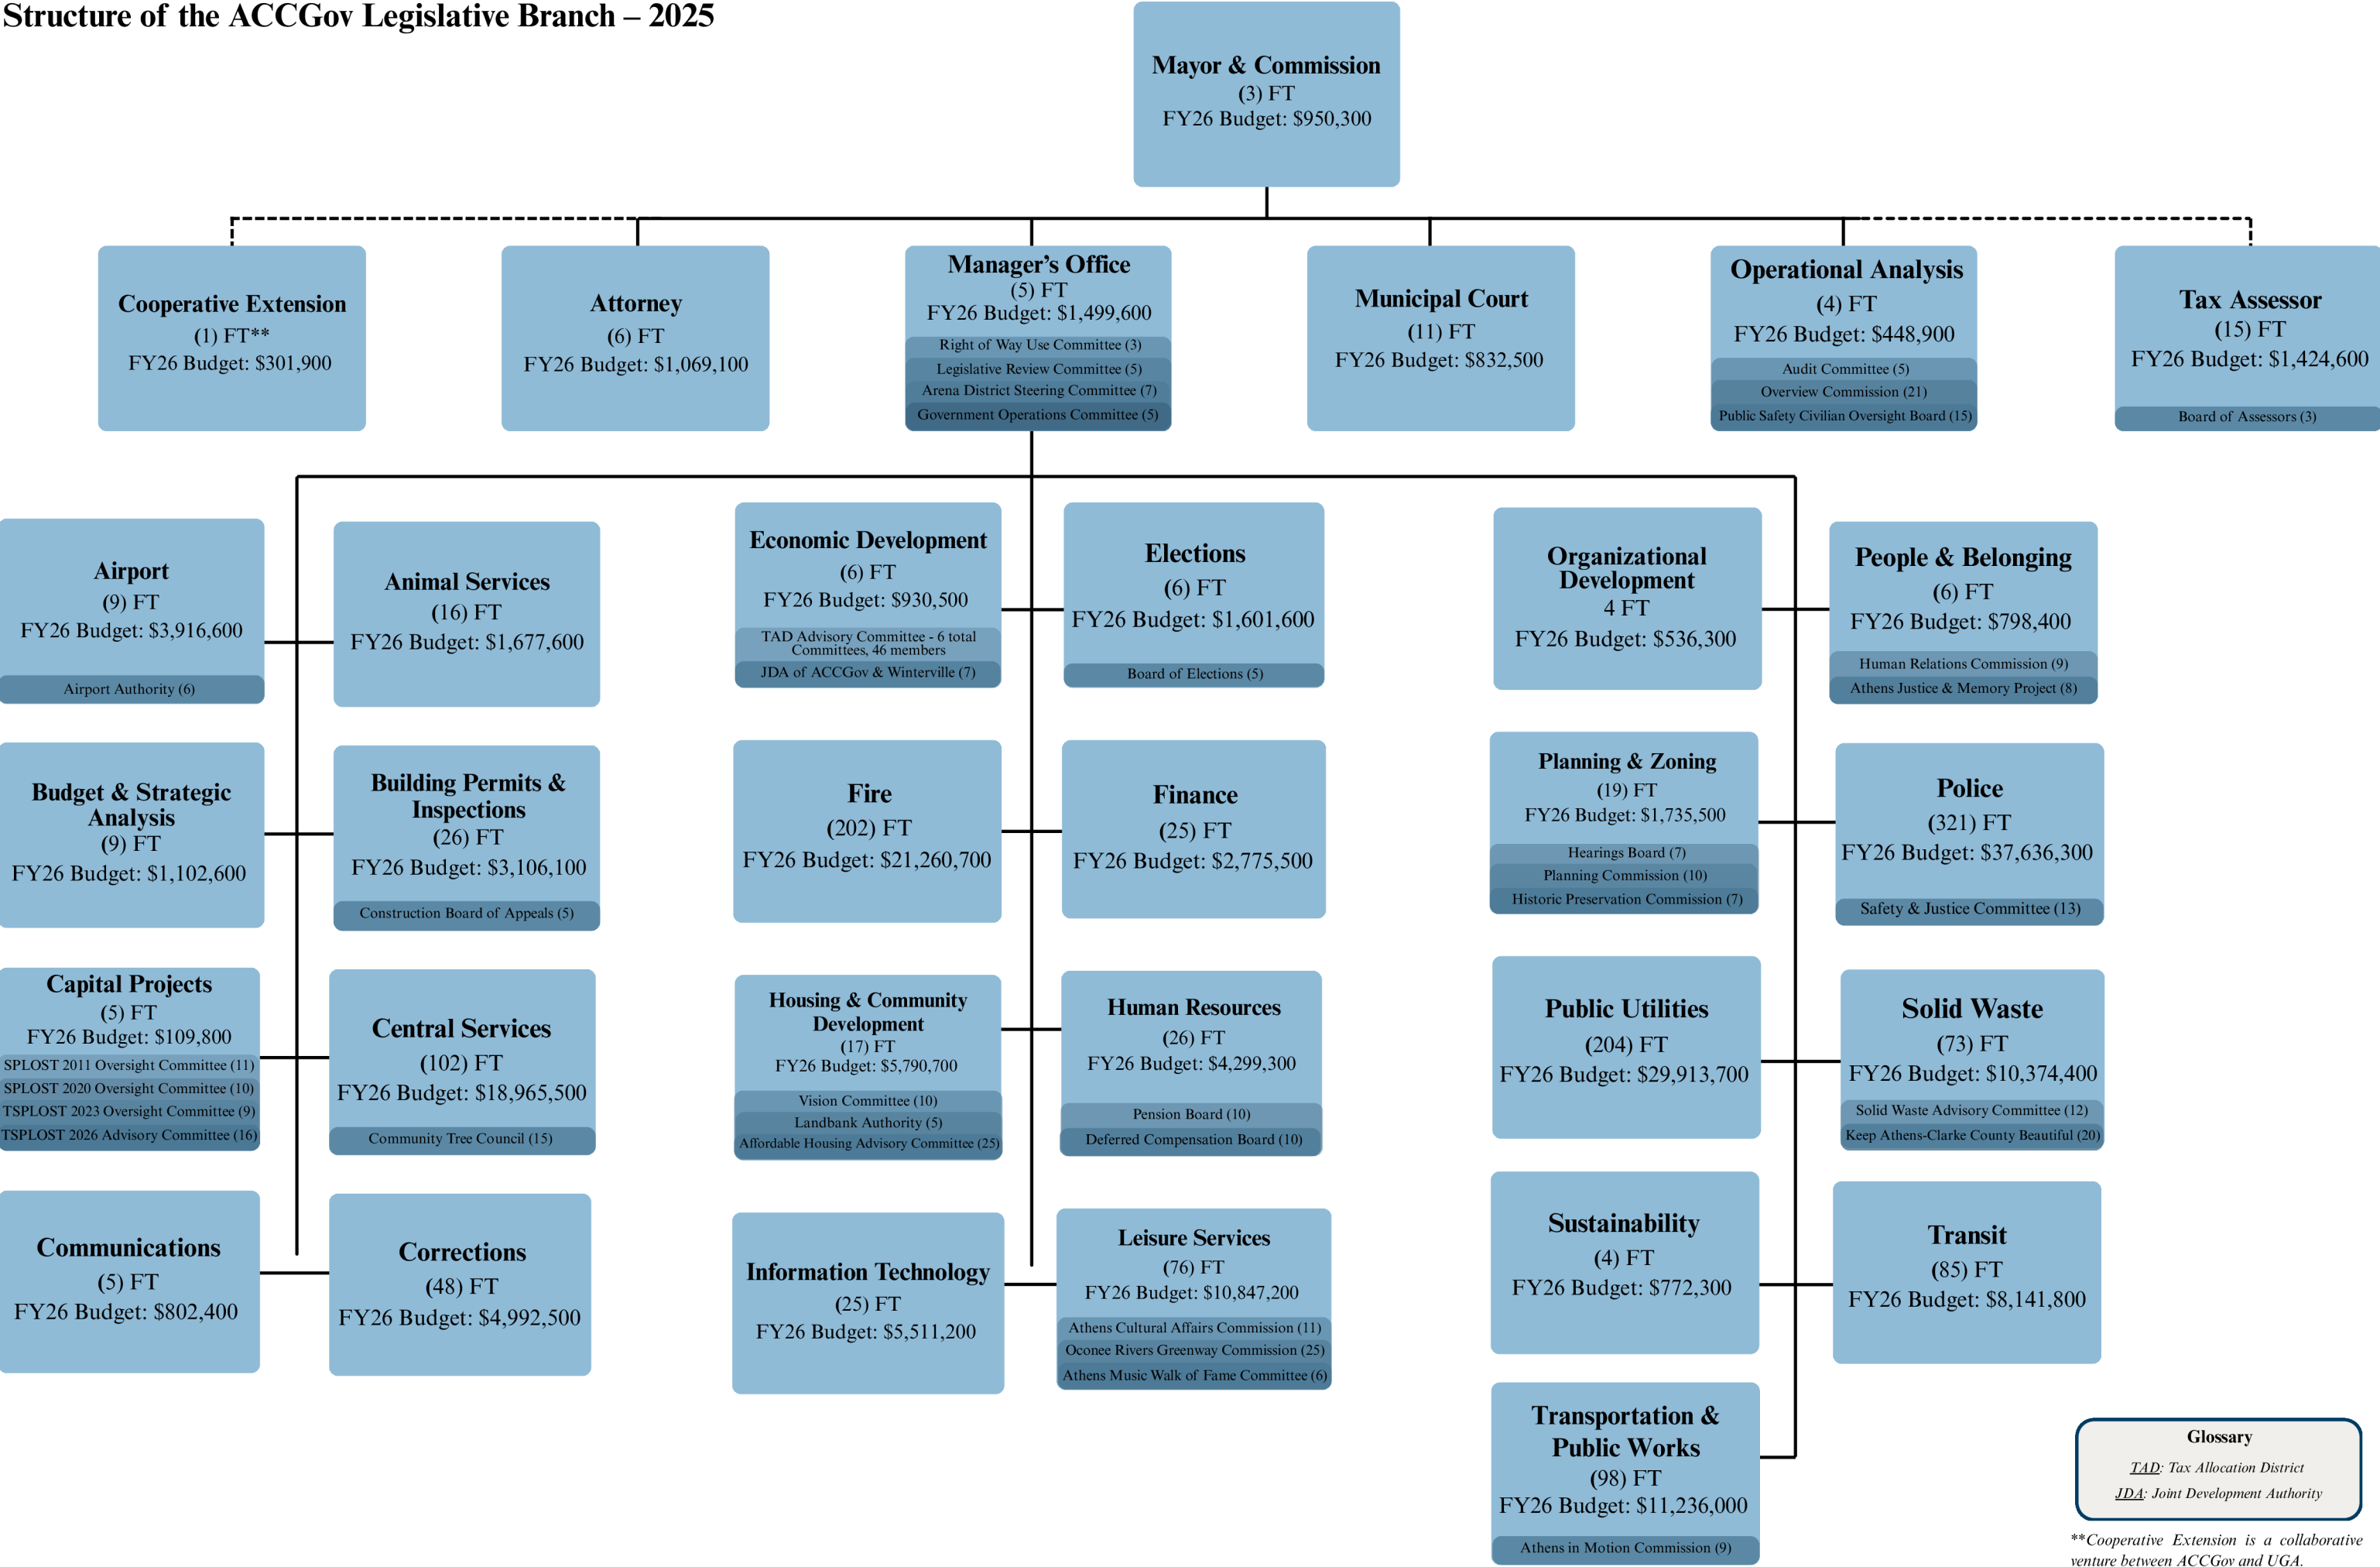 Structure of the ACCGov Legislative Branch – 2025
Mayor & Commission
(3) FT
FY26 Budget: $950,300
Cooperative Extension
(1) FT**
FY26 Budget: $301,900
Attorney
(6) FT
FY26 Budget: $1,069,100
Manager’s Office
(5) FT
FY26 Budget: $1,499,600
Right of Way Use Committee (3)
Legislative Review Committee (5)
Arena District Steering Committee (7)
Government Operations Committee (5)
Municipal Court
(11) FT
FY26 Budget: $832,500
Operational Analysis
(4) FT
FY26 Budget: $448,900
Audit Committee (5)
Overview Commission (21)
Public Safety Civilian Oversight Board (15)
Tax Assessor
(15) FT
FY26 Budget: $1,424,600
Board of Assessors (3)
Airport
(9) FT
FY26 Budget: $3,916,600
Airport Authority (6)
Animal Services
(16) FT
FY26 Budget: $1,677,600
Economic Development
(6) FT
FY26 Budget: $930,500
TAD Advisory Committee - 6 total
Committees, 46 members
JDA of ACCGov & Winterville (7)
Elections
(6) FT
FY26 Budget: $1,601,600
Board of Elections (5)
Organizational
Development
4 FT
FY26 Budget: $536,300
People & Belonging
(6) FT
FY26 Budget: $798,400
Human Relations Commission (9)
Athens Justice & Memory Project (8)
Budget & Strategic
Analysis
(9) FT
FY26 Budget: $1,102,600
Building Permits &
Inspections
(26) FT
FY26 Budget: $3,106,100
Construction Board of Appeals (5)
Fire
(202) FT
FY26 Budget: $21,260,700
Finance
(25) FT
FY26 Budget: $2,775,500
Planning & Zoning
(19) FT
FY26 Budget: $1,735,500
Hearings Board (7)
Planning Commission (10)
Historic Preservation Commission (7)
Police
(321) FT
FY26 Budget: $37,636,300
Safety & Justice Committee (13)
Capital Projects
(5) FT
FY26 Budget: $109,800
SPLOST 2011 Oversight Committee (11)
SPLOST 2020 Oversight Committee (10)
TSPLOST 2023 Oversight Committee (9)
TSPLOST 2026 Advisory Committee (16)
Central Services
(102) FT
FY26 Budget: $18,965,500
Community Tree Council (15)
Housing & Community
Development
(17) FT
FY26 Budget: $5,790,700
Vision Committee (10)
Landbank Authority (5)
Affordable Housing Advisory Committee (25)
Human Resources
(26) FT
FY26 Budget: $4,299,300
Pension Board (10)
Deferred Compensation Board (10)
Public Utilities
(204) FT
FY26 Budget: $29,913,700
Solid Waste
(73) FT
FY26 Budget: $10,374,400
Solid Waste Advisory Committee (12)
Keep Athens-Clarke County Beautiful (20)
Communications
(5) FT
FY26 Budget: $802,400
Corrections
(48) FT
FY26 Budget: $4,992,500
Information Technology
(25) FT
FY26 Budget: $5,511,200
Leisure Services
(76) FT
FY26 Budget: $10,847,200
Athens Cultural Affairs Commission (11)
Oconee Rivers Greenway Commission (25)
Athens Music Walk of Fame Committee (6)
Sustainability
(4) FT
FY26 Budget: $772,300
Transit
(85) FT
FY26 Budget: $8,141,800
Transportation &
Public Works
(98) FT
FY26 Budget: $11,236,000
Athens in Motion Commission (9)
Glossary
TAD: Tax Allocation District
JDA: Joint Development Authority
**Cooperative Extension is a collaborative
venture between ACCGov and UGA.